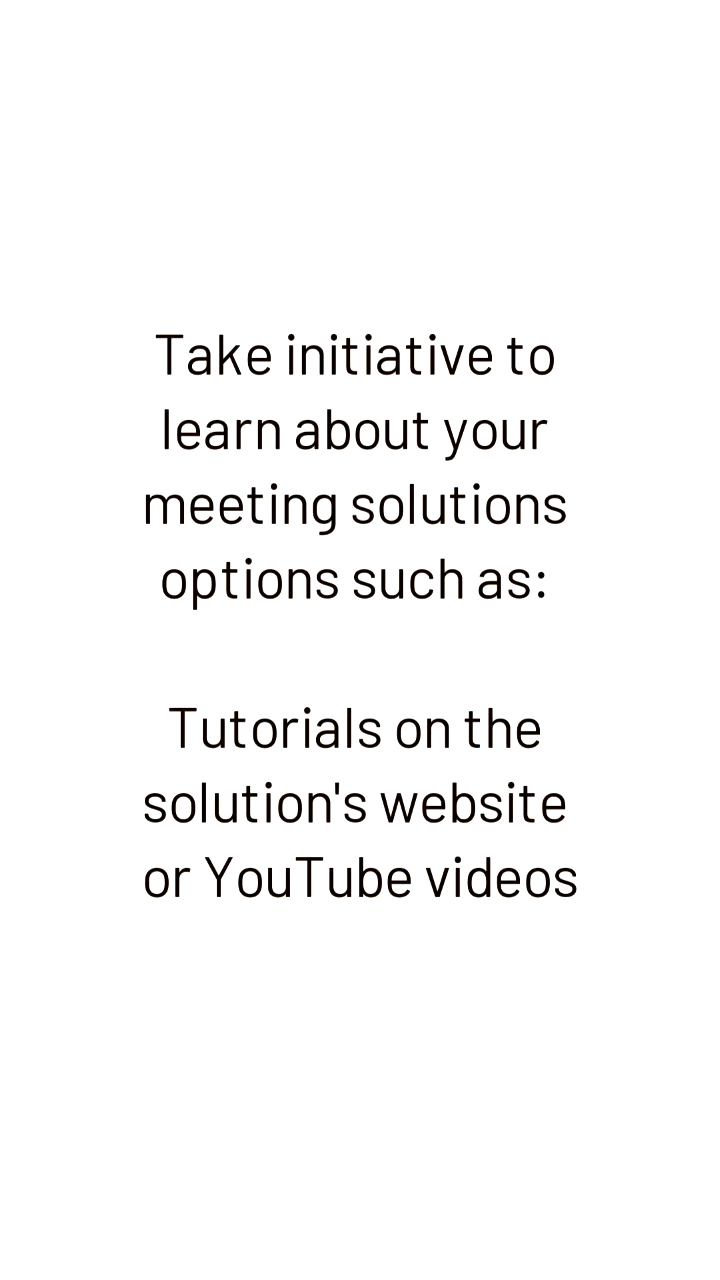 Take initiative to
learn about your
meeting solutions
options such as:
Tutorials on the
solution's website
or YouTube videos